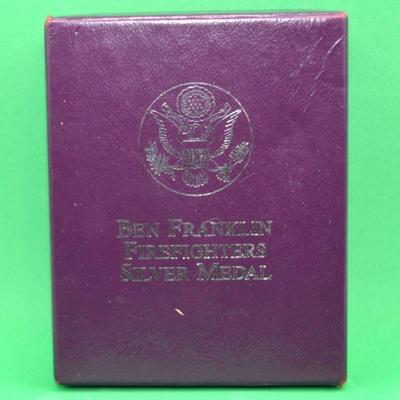 BEN FRANKLIN
FIREFIGHTERS
SILVER MEDAL